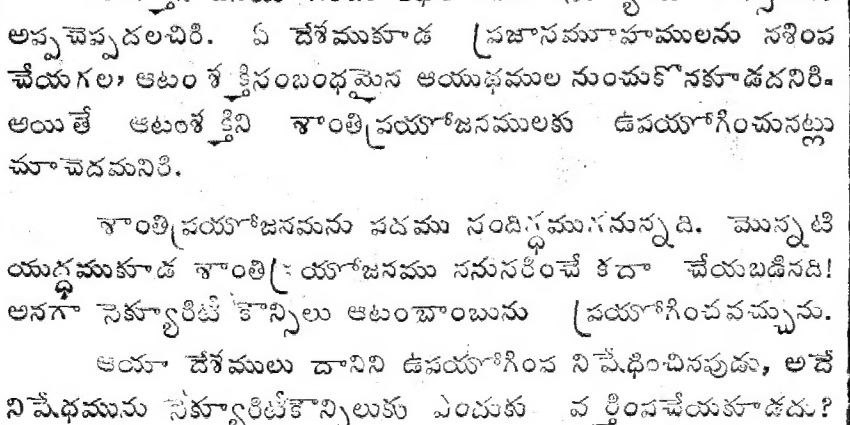 అప్ప చెప్పదలచిరి. ఏ దేశముకూడ ప్రజాసమూహములను నశింప
చేయగల, ఆటం శక్తిసంబంధమైన ఆయుధముల నుంచుకొనకూడదనిరి.
అయితే ఆటంశక్తిని శాంతిప్రయోజనములకు ఉపయోగించునట్లు
చూచెదమనిరి.
శాంతిప్రయోజనమను పదము సందిగ్ధముగనున్నది. మొన్నటి
యుద్ధముకూడ శాంతిప్రయోజనము ననుసరించే కదా చేయబడినది!
అనగా సెక్యూరిటీ కౌన్సిలు ఆటంబాంబును ప్రయోగించవచ్చును.
ఆయా దేశములు దానిని ఉపయోగింప నిషేధించినపుడు, అదే
నిషేధమును సెక్యూరిటీకౌన్సిలుకు ఎందుకు వర్తింపచేయకూడదు?